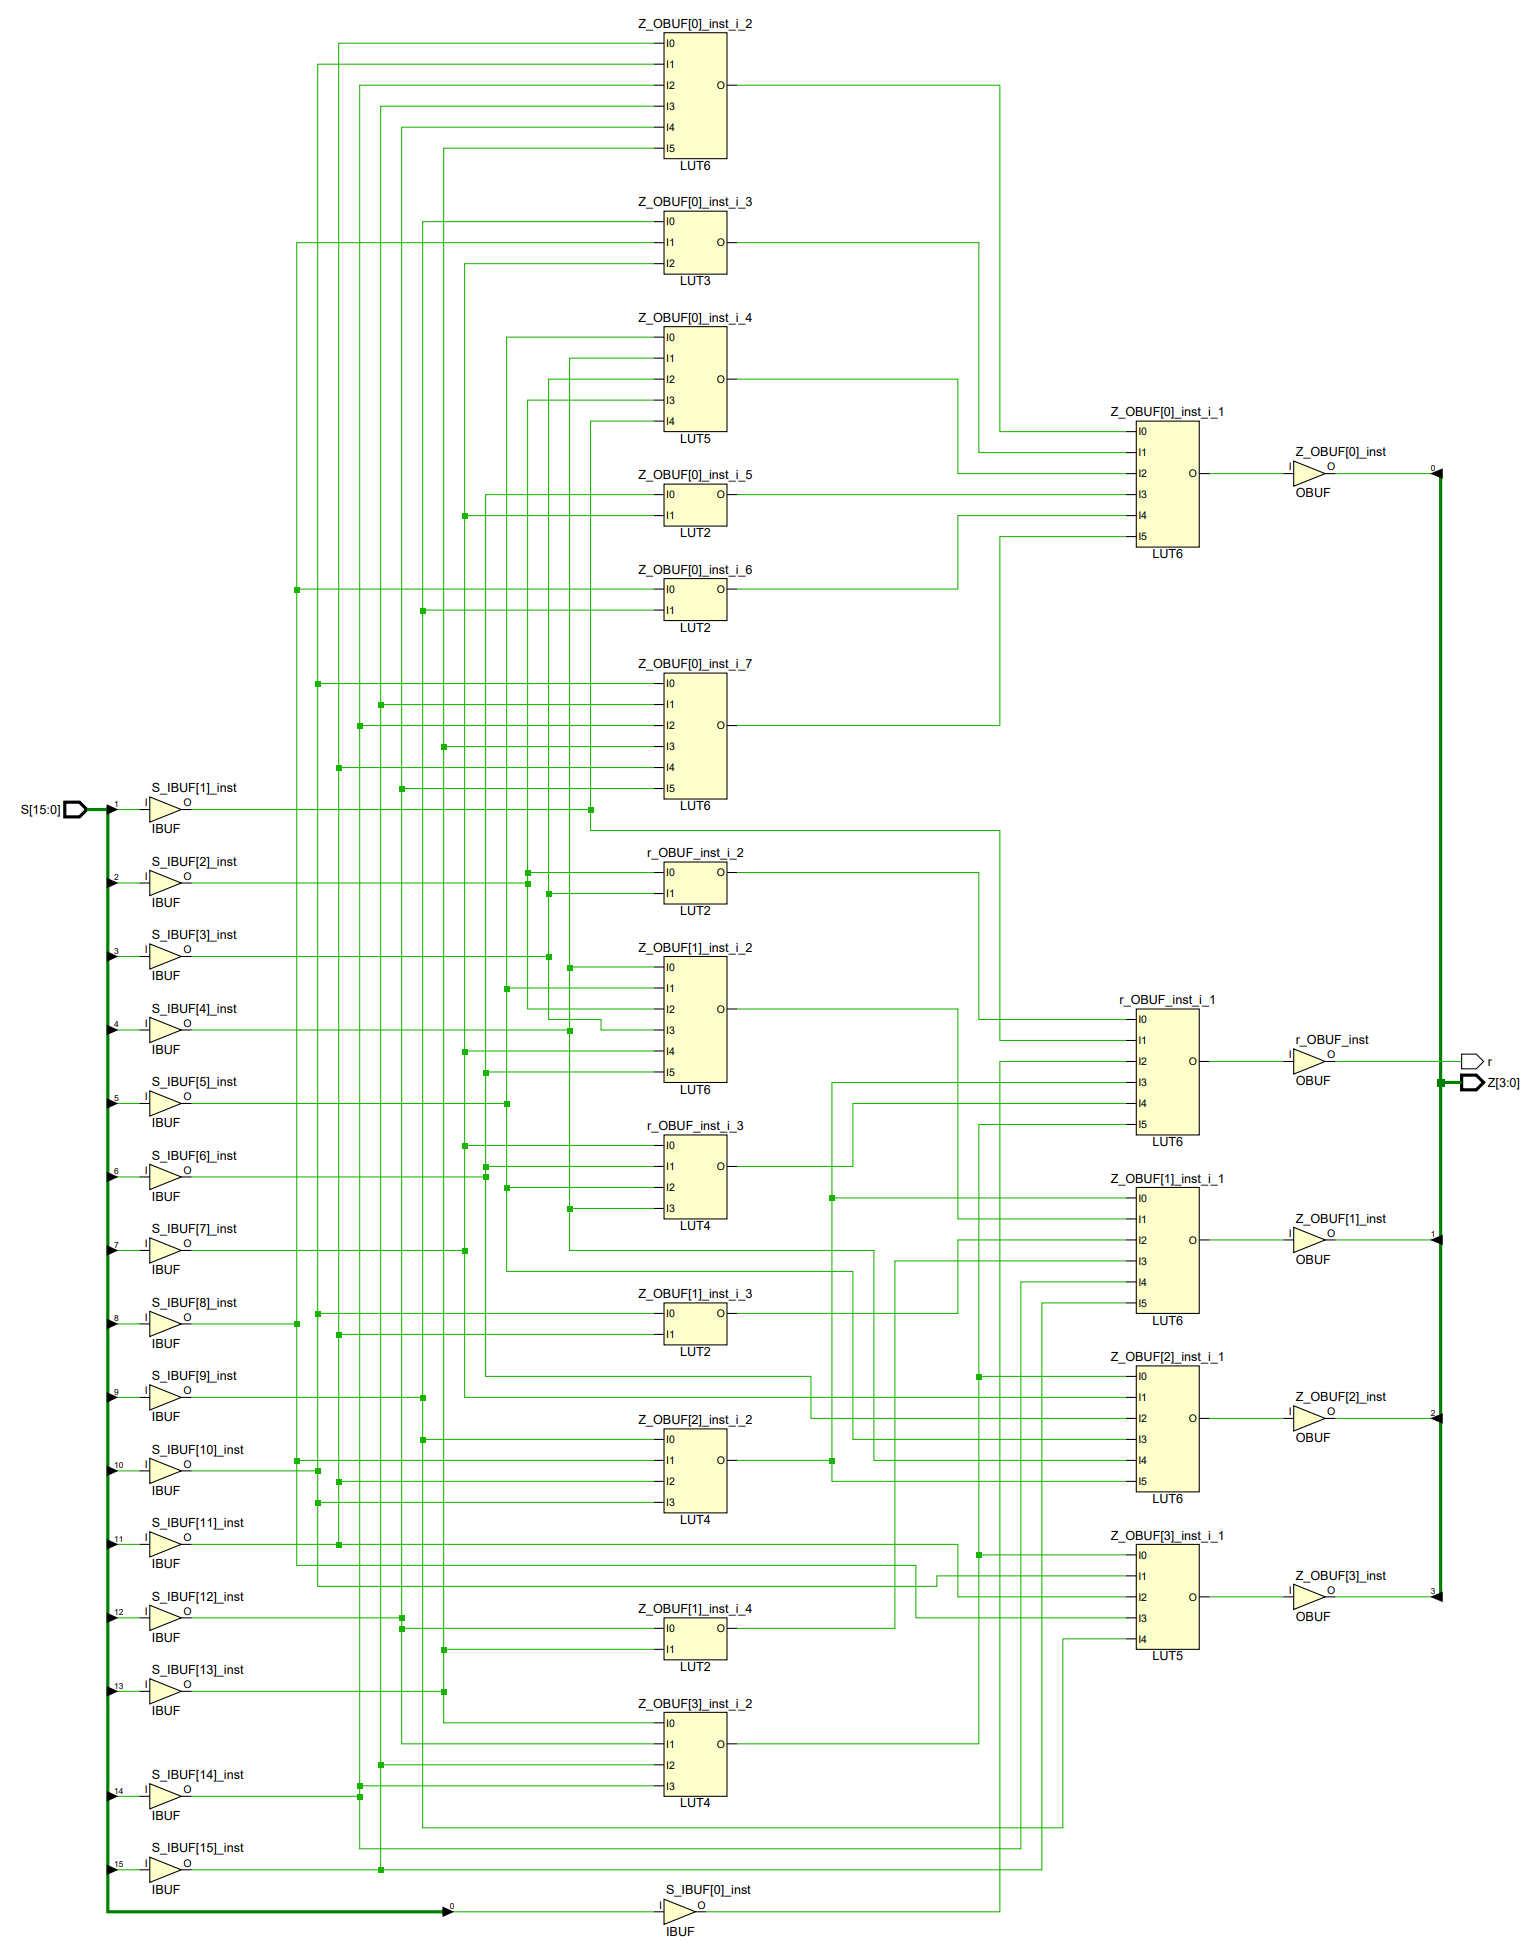 Z_OBUF[0]_inst_i_2
I0
I1
I2
O
I3
I4
I5
LUT6
Z_OBUF[0]_inst_i_3
I0
I1
O
I2
LUT3
Z_OBUF[0]_inst_i_4
I0
I1
I2
O
I3
I4
LUT5
Z_OBUF[0]_inst_i_5
I0
O
I1
LUT2
Z_OBUF[0]_inst_i_6
I0
O
I1
LUT2
Z_OBUF[0]_inst_i_7
I0
I1
I2
O
I3
I4
I5
LUT6
Z_OBUF[0]_inst_i_1
I0
I1
I2
O
I3
I4
I5
LUT6
Z_OBUF[0]_inst
I
O
OBUF
0
S[15:0]
1
S_IBUF[1]_inst
I
O
IBUF
2
S_IBUF[2]_inst
I
O
IBUF
3
S_IBUF[3]_inst
I
O
IBUF
4
S_IBUF[4]_inst
I
O
IBUF
5
S_IBUF[5]_inst
I
O
IBUF
6
S_IBUF[6]_inst
I
O
IBUF
7
S_IBUF[7]_inst
I
O
IBUF
8
S_IBUF[8]_inst
I
O
IBUF
9
S_IBUF[9]_inst
I
O
IBUF
10
S_IBUF[10]_inst
I
O
IBUF
11
S_IBUF[11]_inst
I
O
IBUF
12
S_IBUF[12]_inst
I
O
IBUF
13
S_IBUF[13]_inst
I
O
IBUF
14
S_IBUF[14]_inst
I
O
IBUF
15
S_IBUF[15]_inst
I
O
IBUF
0
S_IBUF[0]_inst
I
O
IBUF
r_OBUF_inst_i_2
I0
O
I1
LUT2
Z_OBUF[1]_inst_i_2
I0
I1
I2
O
I3
I4
I5
LUT6
r_OBUF_inst_i_3
I0
I1
O
I2
I3
LUT4
Z_OBUF[1]_inst_i_3
I0
O
I1
LUT2
Z_OBUF[2]_inst_i_2
I0
I1
O
I2
I3
LUT4
Z_OBUF[1]_inst_i_4
I0
O
I1
LUT2
Z_OBUF[3]_inst_i_2
I0
I1
O
I2
I3
LUT4
r_OBUF_inst_i_1
I0
I1
I2
O
I3
I4
I5
LUT6
r_OBUF_inst
I
O
OBUF
r
Z[3:0]
Z_OBUF[1]_inst_i_1
I0
I1
I2
O
I3
I4
I5
LUT6
Z_OBUF[1]_inst
I
O
OBUF
1
Z_OBUF[2]_inst_i_1
I0
I1
I2
O
I3
I4
I5
LUT6
Z_OBUF[2]_inst
I
O
OBUF
2
Z_OBUF[3]_inst_i_1
I0
I1
I2
O
I3
I4
LUT5
Z_OBUF[3]_inst
I
O
OBUF
3